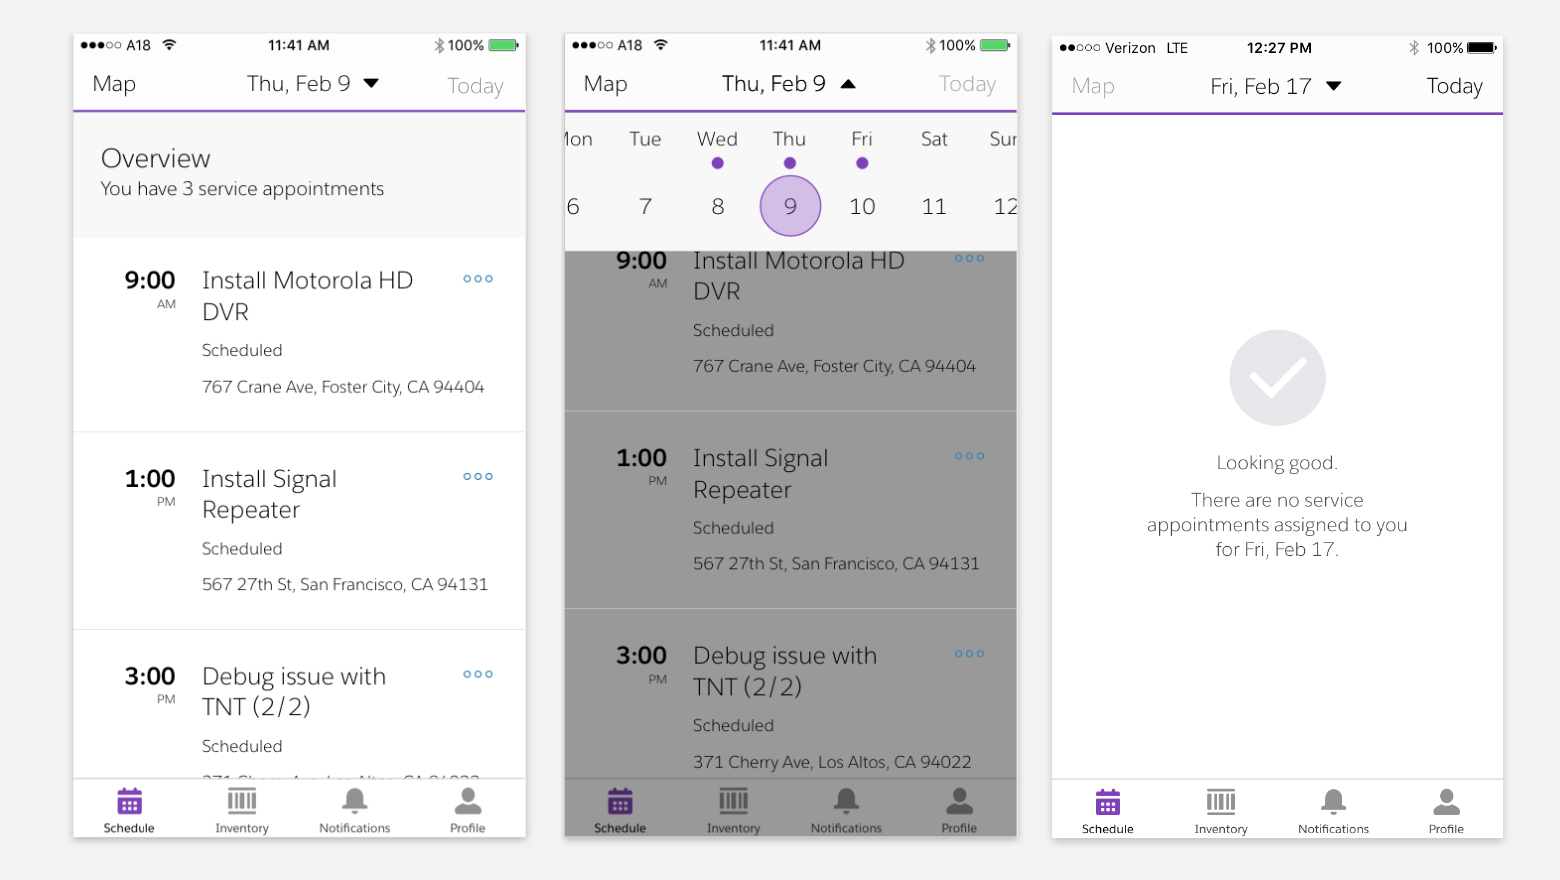 A18 11:41 AM 100%
Map Thu, Feb 9 Today
Overview
You have 3 service appointments
9:00 Install Motorola HD
AM DVR
Scheduled
767 Crane Ave, Foster City, CA 94404
1:00 Install Signal
PM Repeater
Scheduled
567 27th St, San Francisco, CA 94131
3:00 Debug issue with
PM TNT (2/2)
Scheduled
371 Cherry Ave, Los Altos, CA 94022
Schedule Inventory Notifications Profile
A18 11:41 AM 100%
Map Thu, Feb 9 Today
Mon Tue Wed Thu Fri Sat Sun
6 7 8 9 10 11 12
9:00 Install Motorola HD
AM DVR
Scheduled
767 Crane Ave, Foster City, CA 94404
1:00 Install Signal
PM Repeater
Scheduled
567 27th St, San Francisco, CA 94131
3:00 Debug issue with
PM TNT (2/2)
Scheduled
371 Cherry Ave, Los Altos, CA 94022
Schedule Inventory Notifications Profile
Verizon LTE 12:27 PM 100%
Map Fri, Feb 17 Today
Looking good.
There are no service
appointments assigned to you
for Fri, Feb 17.
Schedule Inventory Notifications Profile